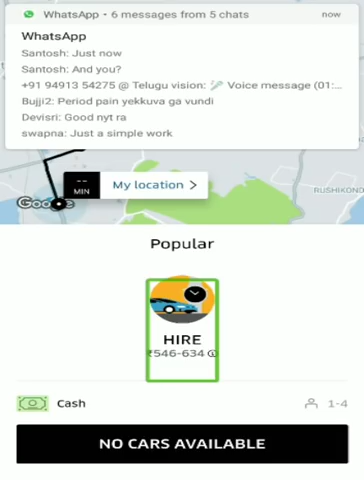 WhatsApp • 6 messages from 5 chats now
WhatsApp
Santosh: Just now
Santosh: And you?
+91 94913 54275 @ Telugu vision: 🎤 Voice message (01:...
Bujji2: Period pain yekkuva ga vundi
Devisri: Good nyt ra
swapna: Just a simple work
-- MIN
My location >
RUSHIKOND
Google
Popular
HIRE
₹546-634
Cash 1-4
NO CARS AVAILABLE